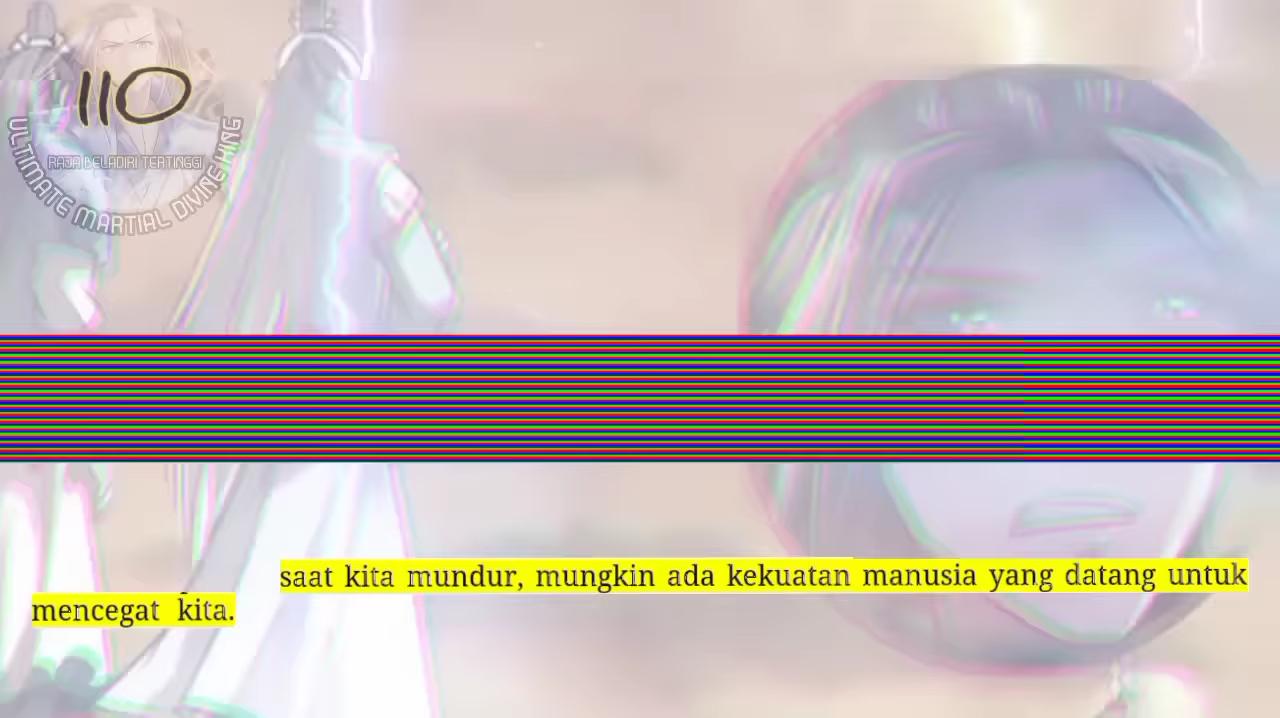 110
RAJA BELADIRI TERTINGGI
ULTIMATE MARTIAL DIVINE KING
saat kita mundur, mungkin ada kekuatan manusia yang datang untuk
mencegat kita.